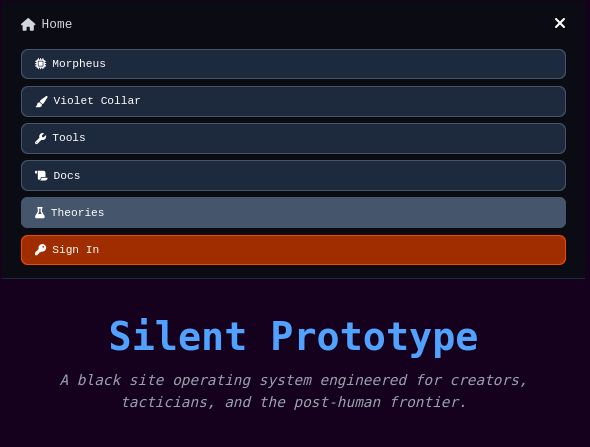 Home
Morpheus
Violet Collar
Tools
Docs
Theories
Sign In
Silent Prototype
A black site operating system engineered for creators,
tacticians, and the post-human frontier.